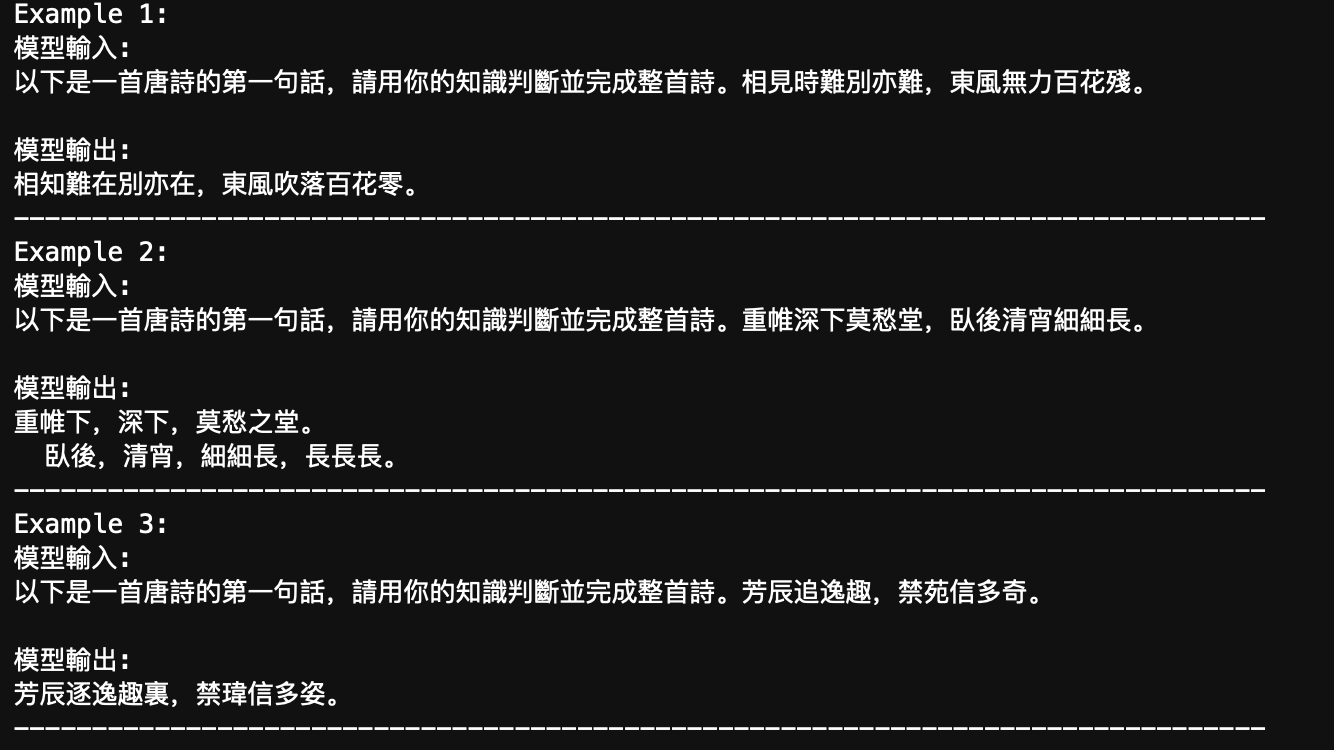 Example 1:
模型輸入:
以下是一首唐詩的第一句話，請用你的知識判斷並完成整首詩。相見時難別亦難，東風無力百花殘。
模型輸出:
相知難在別亦在，東風吹落百花零。
--------------------------------------------------------------------------------
Example 2:
模型輸入:
以下是一首唐詩的第一句話，請用你的知識判斷並完成整首詩。重帷深下莫愁堂，臥後清宵細細長。
模型輸出:
重帷下，深下，莫愁之堂。
臥後，清宵，細細長，長長長。
--------------------------------------------------------------------------------
Example 3:
模型輸入:
以下是一首唐詩的第一句話，請用你的知識判斷並完成整首詩。芳辰追逸趣，禁苑信多奇。
模型輸出:
芳辰逐逸趣裏，禁瑋信多姿。
--------------------------------------------------------------------------------